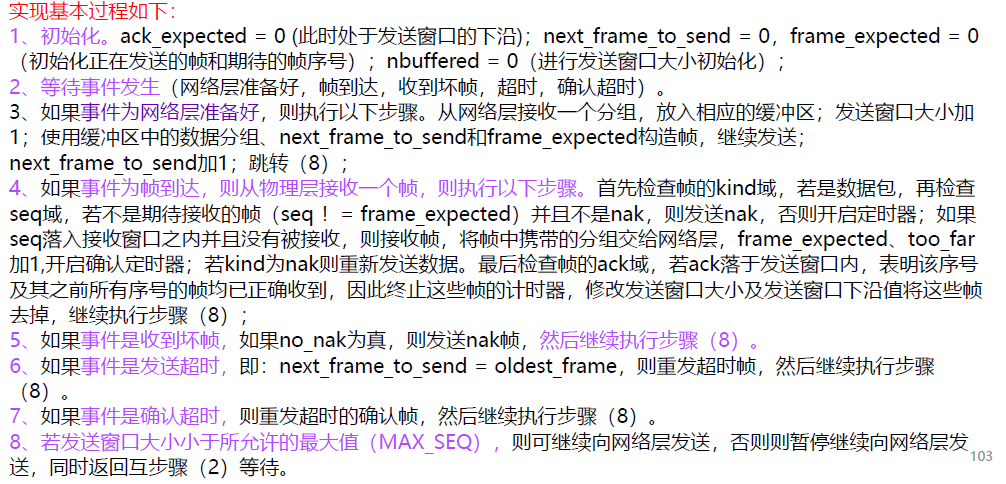 实现基本过程如下：
1、初始化。ack_expected = 0 (此时处于发送窗口的下沿)；next_frame_to_send = 0，frame_expected = 0
（初始化正在发送的帧和期待的帧序号）；nbuffered = 0（进行发送窗口大小初始化）；
2、等待事件发生（网络层准备好，帧到达，收到坏帧，超时，确认超时）。
3、如果事件为网络层准备好，则执行以下步骤。从网络层接收一个分组，放入相应的缓冲区；发送窗口大小加
1；使用缓冲区中的数据分组、next_frame_to_send和frame_expected构造帧，继续发送；
next_frame_to_send加1；跳转（8）；
4、如果事件为帧到达，则从物理层接收一个帧，则执行以下步骤。首先检查帧的kind域，若是数据包，再检查
seq域，若不是期待接收的帧（seq ！= frame_expected）并且不是nak，则发送nak，否则开启定时器；如果
seq落入接收窗口之内并且没有被接收，则接收帧，将帧中携带的分组交给网络层，frame_expected、too_far
加1,开启确认定时器；若kind为nak则重新发送数据。最后检查帧的ack域，若ack落于发送窗口内，表明该序号
及其之前所有序号的帧均已正确收到，因此终止这些帧的计时器，修改发送窗口大小及发送窗口下沿值将这些帧
去掉，继续执行步骤（8）；
5、如果事件是收到坏帧，如果no_nak为真，则发送nak帧，然后继续执行步骤（8）。
6、如果事件是发送超时，即：next_frame_to_send = oldest_frame，则重发超时帧，然后继续执行步骤
（8）。
7、如果事件是确认超时，则重发超时的确认帧，然后继续执行步骤（8）。
8、若发送窗口大小小于所允许的最大值（MAX_SEQ），则可继续向网络层发送，否则则暂停继续向网络层发
送，同时返回互步骤（2）等待。
103